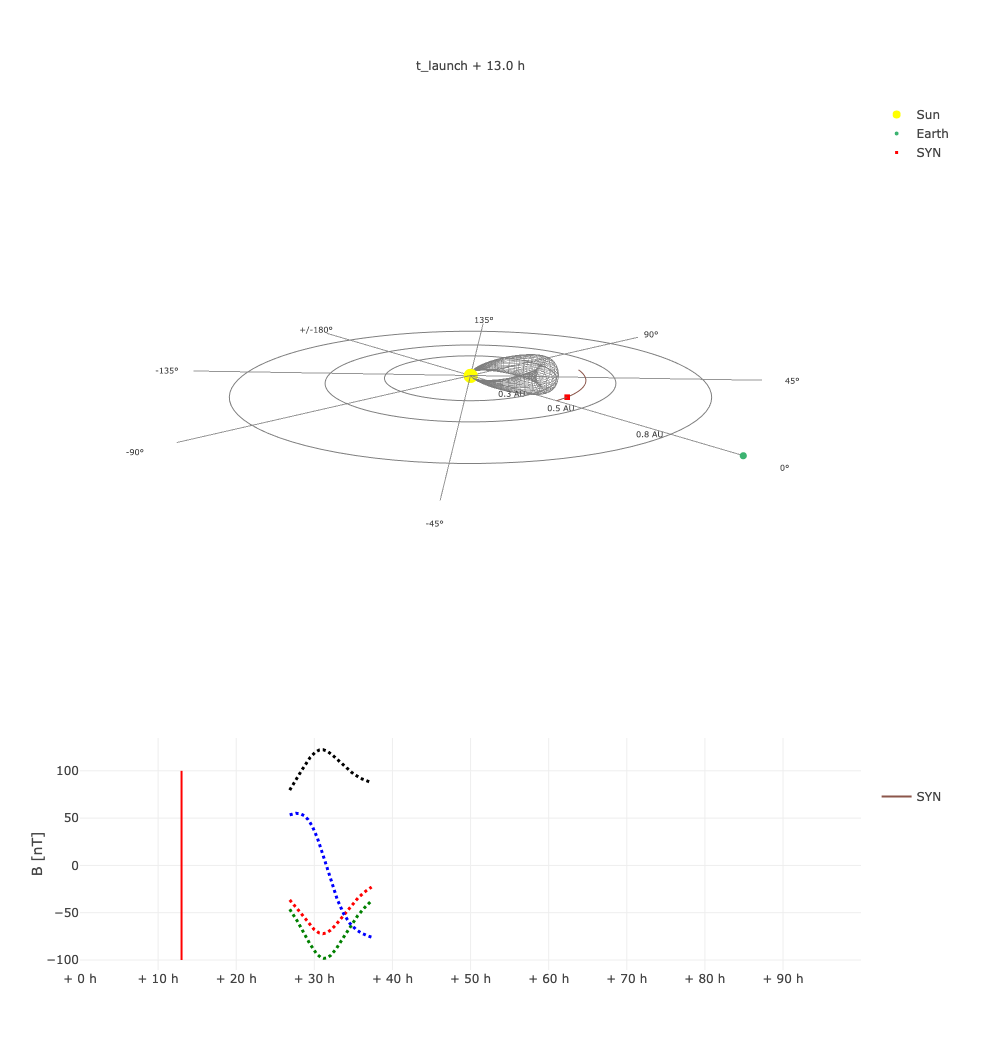 t_launch + 13.0 h
Sun
Earth
SYN
135°
+/-180°
90°
-135°
45°
0.3 AU
0.5 AU
0.8 AU
-90°
0°
-45°
100
50
0
−50
−100
B [nT]
SYN
+ 0 h
+ 10 h
+ 20 h
+ 30 h
+ 40 h
+ 50 h
+ 60 h
+ 70 h
+ 80 h
+ 90 h